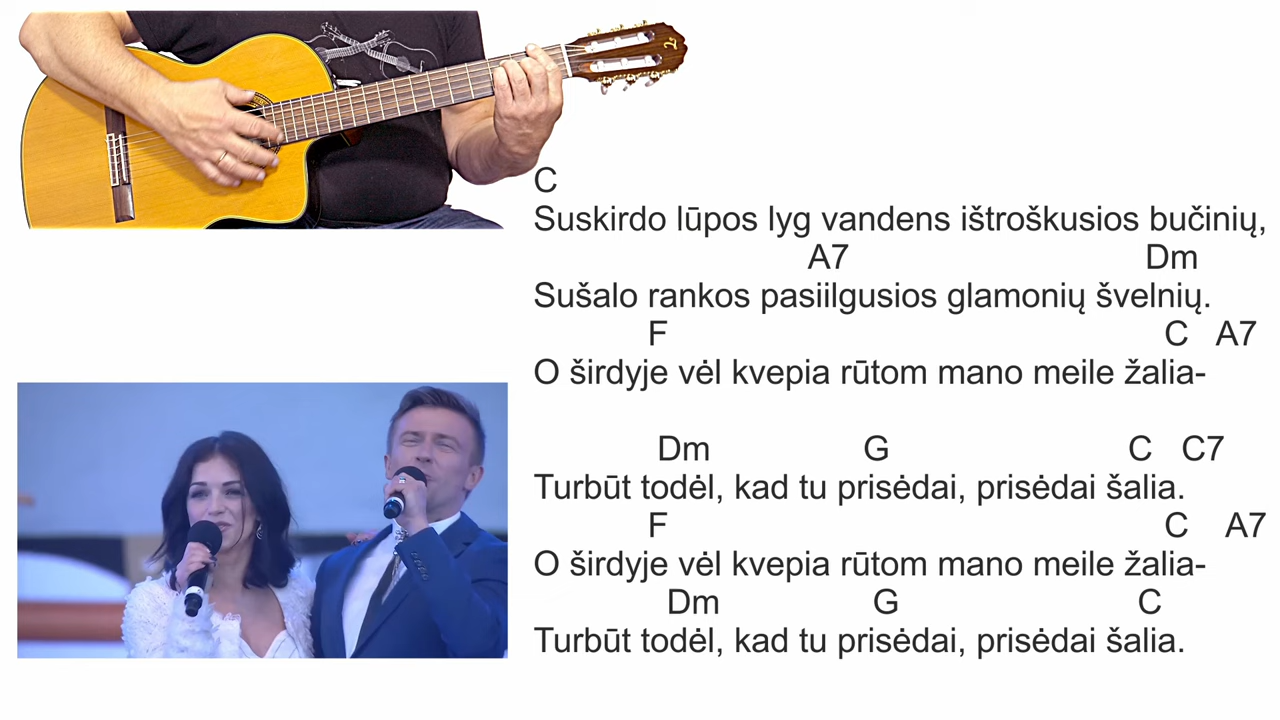 C
Suskirdo lūpos lyg vandens ištroškusios bučinių,
A7 Dm
Sušalo rankos pasiilgusios glamonių švelnių.
F C A7
O širdyje vėl kvepia rūtom mano meile žalia-
Dm G C C7
Turbūt todėl, kad tu prisėdai, prisėdai šalia.
F C A7
O širdyje vėl kvepia rūtom mano meile žalia-
Dm G C
Turbūt todėl, kad tu prisėdai, prisėdai šalia.